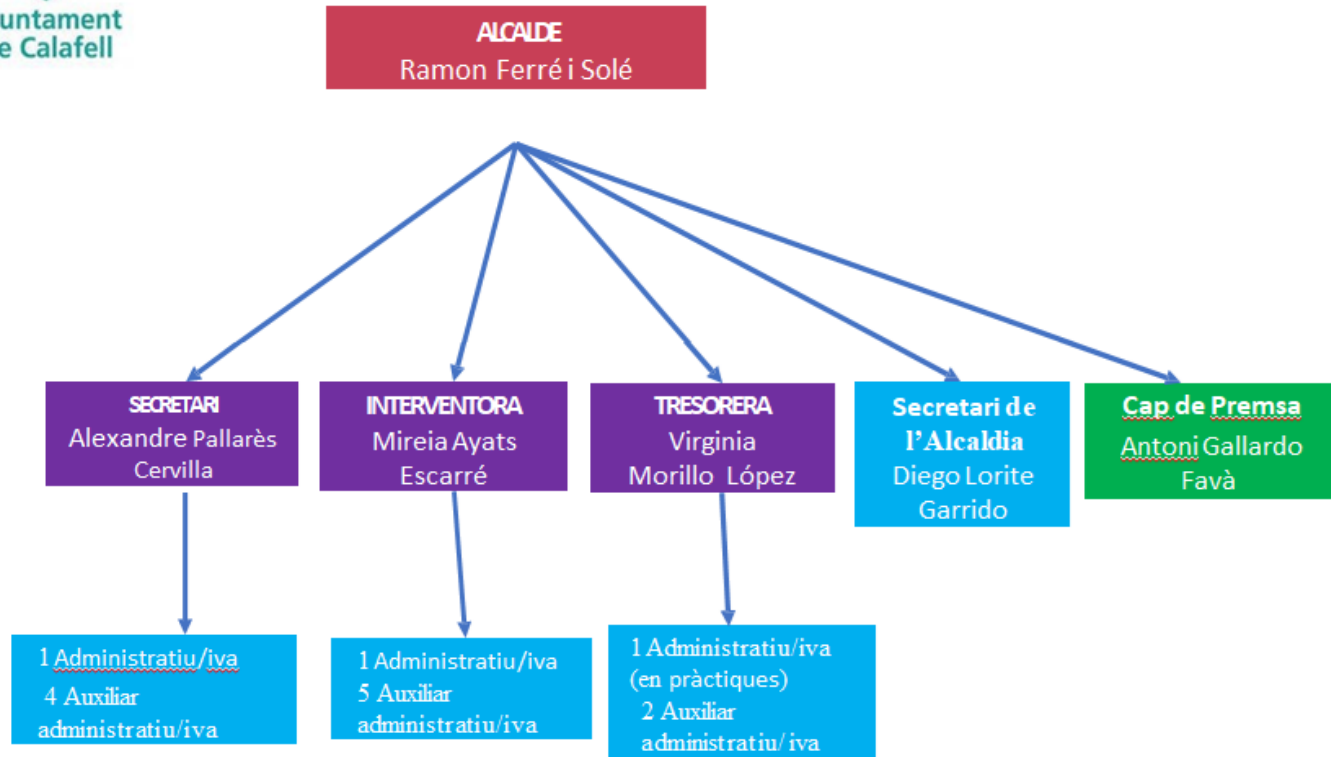 untament
e Calafell
ALCALDE
Ramon Ferré i Solé
SECRETARI
Alexandre Pallarès
Cervilla
INTERVENTORA
Mireia Ayats
Escarré
TRESORERA
Virginia
Morillo López
Secretari de
l’Alcaldia
Diego Lorite
Garrido
Cap de Premsa
Antoni Gallardo
Favà
1 Administratiu/iva
4 Auxiliar
administratiu/iva
1 Administratiu/iva
5 Auxiliar
administratiu/iva
1 Administratiu/iva
(en pràctiques)
2 Auxiliar
administratiu/iva